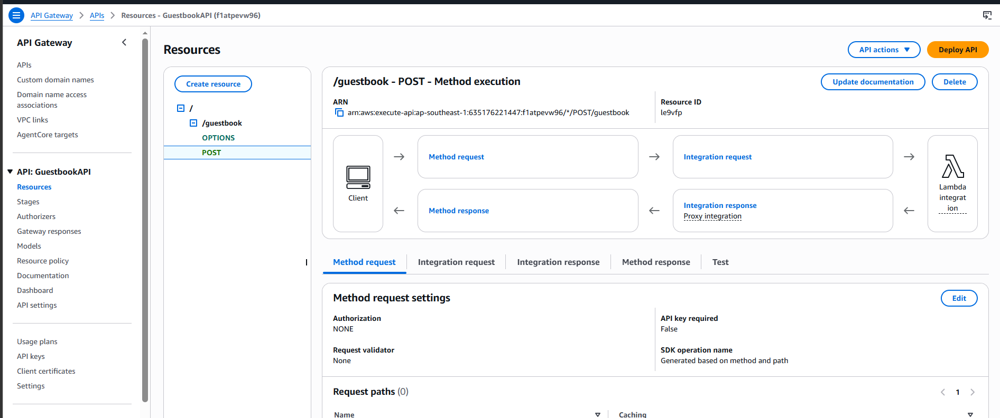 API Gateway > APIs > Resources - GuestbookAPI (f1atpevw96)
API Gateway
APIs
Custom domain names
Domain name access
associations
VPC links
AgentCore targets
API: GuestbookAPI
Resources
Stages
Authorizers
Gateway responses
Models
Resource policy
Documentation
Dashboard
API settings
Usage plans
API keys
Client certificates
Settings
Resources
API actions
Deploy API
Create resource
/
/guestbook
OPTIONS
POST
/guestbook - POST - Method execution
Update documentation
Delete
ARN
arn:aws:execute-api:ap-southeast-1:635176221447:f1atpevw96/*/POST/guestbook
Resource ID
le9vfp
Client
Method request
Integration request
Method response
Integration response
Proxy integration
Lambda
integrat
ion
Method request
Integration request
Integration response
Method response
Test
Method request settings
Edit
Authorization
NONE
API key required
False
Request validator
None
SDK operation name
Generated based on method and path
Request paths (0)
1
Name
Caching